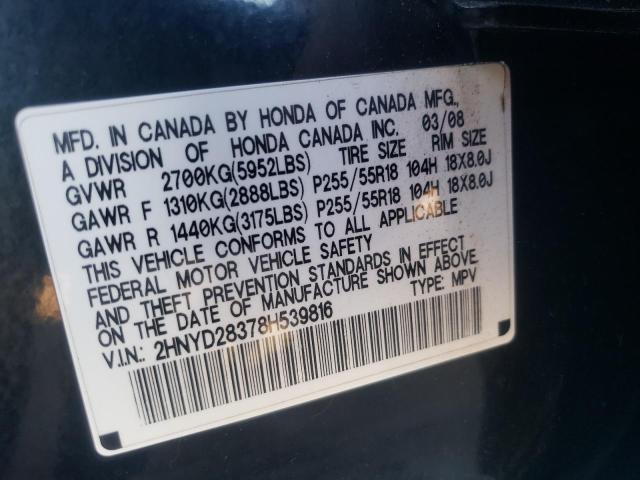 MFD. IN CANADA BY HONDA OF CANADA MFG.,
A DIVISION OF HONDA CANADA INC. 03/08
GVWR 2700KG(5952LBS) TIRE SIZE RIM SIZE
GAWR F 1310KG(2888LBS) P255/55R18 104H 18X8.0J
GAWR R 1440KG(3175LBS) P255/55R18 104H 18X8.0J
THIS VEHICLE CONFORMS TO ALL APPLICABLE
FEDERAL MOTOR VEHICLE SAFETY
AND THEFT PREVENTION STANDARDS IN EFFECT
ON THE DATE OF MANUFACTURE SHOWN ABOVE.
V.I.N.: 2HNYD28378H539816 TYPE: MPV